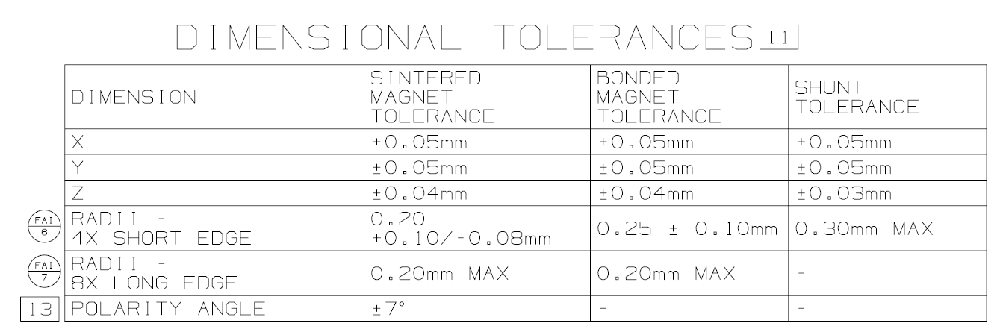 DIMENSIONAL TOLERANCES 11
DIMENSION
SINTERED
MAGNET
TOLERANCE
BONDED
MAGNET
TOLERANCE
SHUNT
TOLERANCE
X ±0.05mm ±0.05mm ±0.05mm
Y ±0.05mm ±0.05mm ±0.05mm
Z ±0.04mm ±0.04mm ±0.03mm
FAI
6
RADII -
4X SHORT EDGE
0.20
+0.10/-0.08mm
0.25 ± 0.10mm
0.30mm MAX
FAI
7
RADII -
8X LONG EDGE
0.20mm MAX
0.20mm MAX
-
13 POLARITY ANGLE ±7° - -